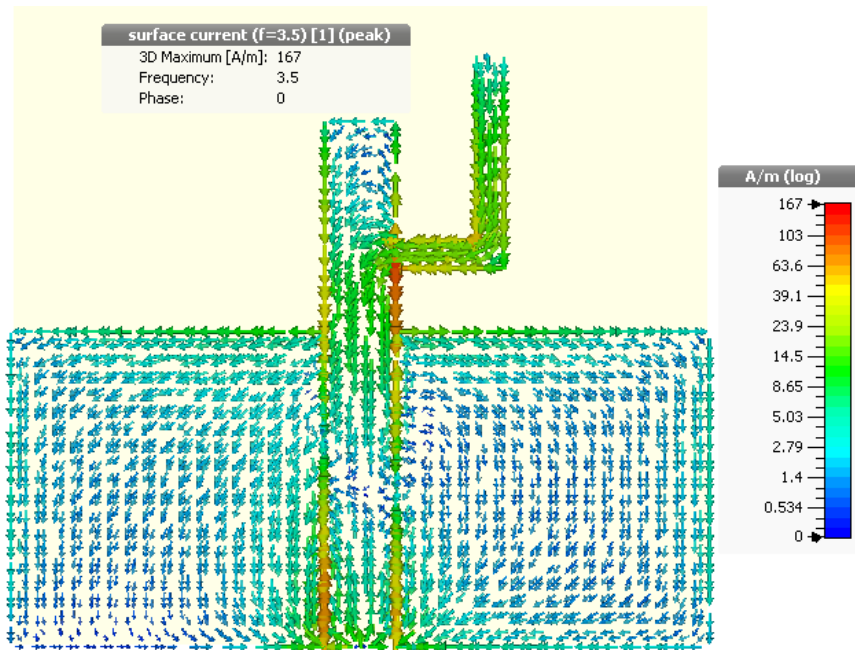 surface current (f=3.5) [1] (peak)
3D Maximum [A/m]: 167
Frequency: 3.5
Phase: 0
A/m (log)
167
103
63.6
39.1
23.9
14.5
8.65
5.03
2.79
1.4
0.534
0